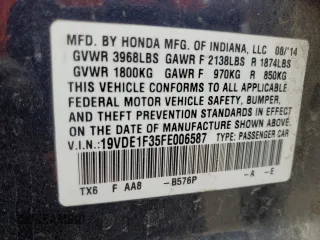 MFD. BY HONDA MFG. OF INDIANA, LLC 08/'14
GVWR 3968LBS GAWR F 2138LBS R 1874LBS
GVWR 1800KG GAWR F 970KG R 850KG
THIS VEHICLE CONFORMS TO ALL APPLICABLE
FEDERAL MOTOR VEHICLE SAFETY, BUMPER,
AND THEFT PREVENTION STANDARDS IN EFFECT
ON THE DATE OF MANUFACTURE SHOWN ABOVE.
V.I.N.: 19VDE1F35FE006587 TYPE: PASSENGER CAR
TX6 F AA8 -B576P -A -E